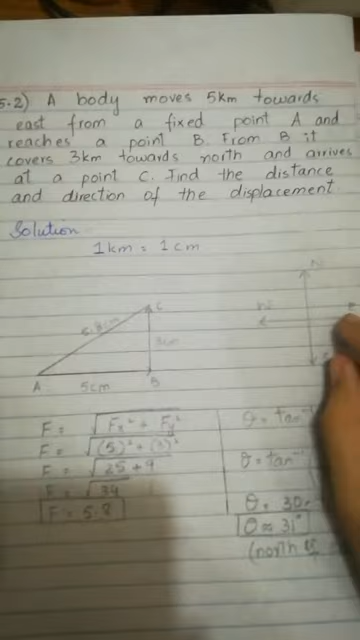 5.2) A body moves 5km towards
east from a fixed point A and
reaches a point B. From B it
covers 3km towards north and arrives
at a point C. Find the distance
and direction of the displacement.
Solution
1km = 1cm
N
C
5.8cm
3cm
A
5cm
B
F = √Fx² + Fy²
F = √(5)² + (3)²
F = √25 + 9
F = √34
F = 5.8
θ = tan⁻¹
θ = tan⁻¹
θ = 30.
θ ≈ 31°
(north